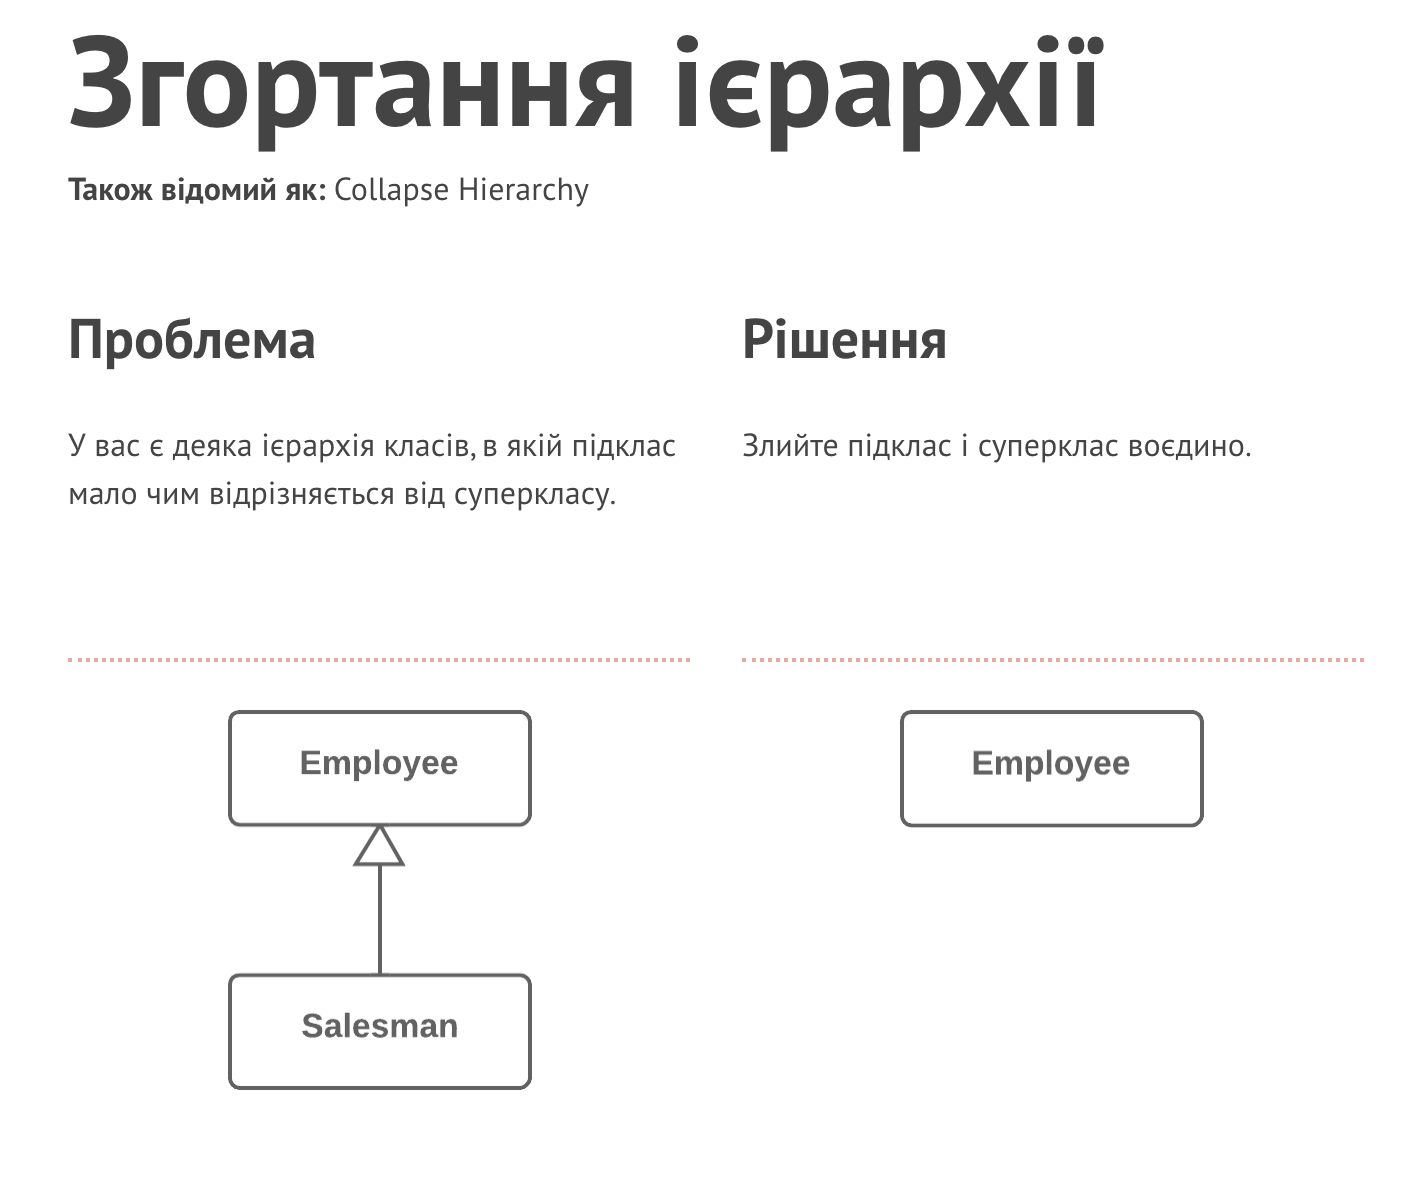 Згортання ієрархії
Також відомий як: Collapse Hierarchy
Проблема
У вас є деяка ієрархія класів, в якій підклас
мало чим відрізняється від суперкласу.
Рішення
Злийте підклас і суперклас воєдино.
Employee
Salesman
Employee